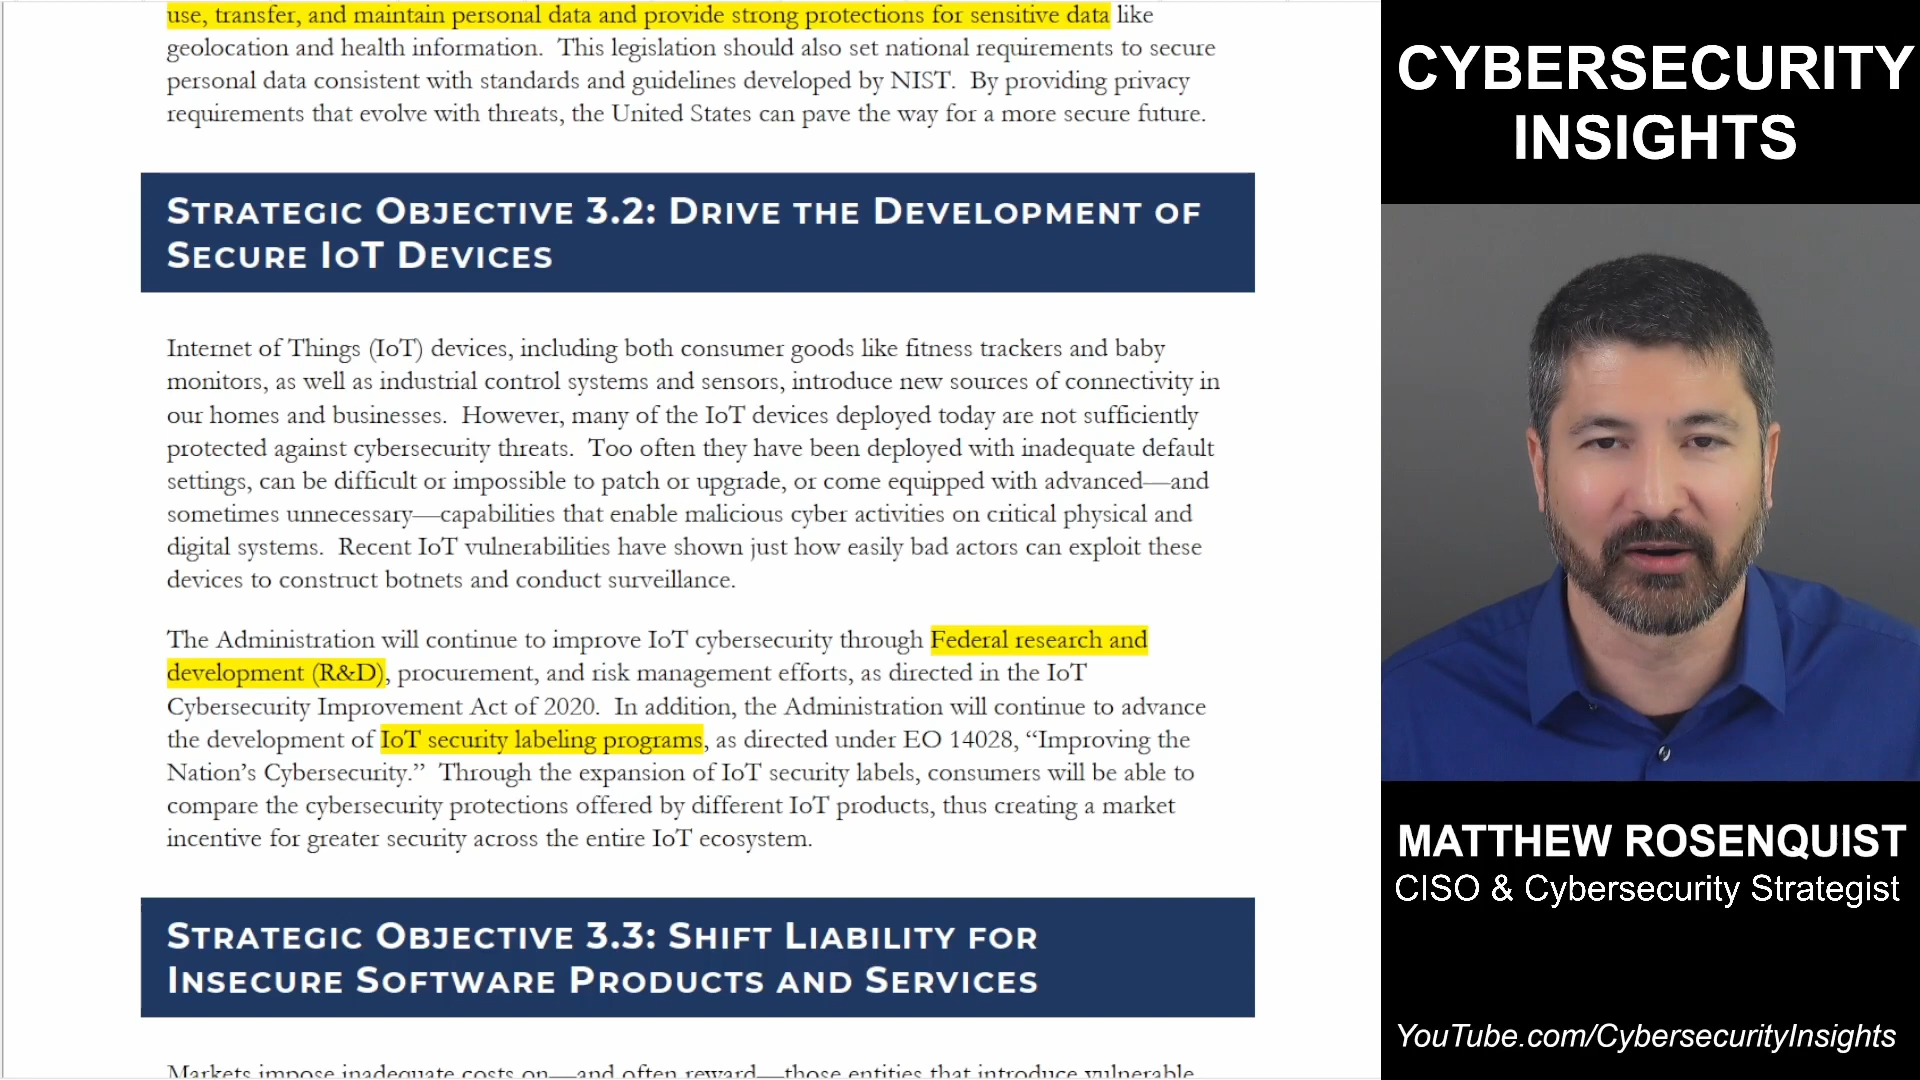 use, transfer, and maintain personal data and provide strong protections for sensitive data like
geolocation and health information.  This legislation should also set national requirements to secure
personal data consistent with standards and guidelines developed by NIST.  By providing privacy
requirements that evolve with threats, the United States can pave the way for a more secure future.
STRATEGIC OBJECTIVE 3.2: DRIVE THE DEVELOPMENT OF
SECURE IOT DEVICES
Internet of Things (IoT) devices, including both consumer goods like fitness trackers and baby
monitors, as well as industrial control systems and sensors, introduce new sources of connectivity in
our homes and businesses.  However, many of the IoT devices deployed today are not sufficiently
protected against cybersecurity threats.  Too often they have been deployed with inadequate default
settings, can be difficult or impossible to patch or upgrade, or come equipped with advanced—and
sometimes unnecessary—capabilities that enable malicious cyber activities on critical physical and
digital systems.  Recent IoT vulnerabilities have shown just how easily bad actors can exploit these
devices to construct botnets and conduct surveillance.
The Administration will continue to improve IoT cybersecurity through Federal research and
development (R&D), procurement, and risk management efforts, as directed in the IoT
Cybersecurity Improvement Act of 2020.  In addition, the Administration will continue to advance
the development of IoT security labeling programs, as directed under EO 14028, “Improving the
Nation’s Cybersecurity.”  Through the expansion of IoT security labels, consumers will be able to
compare the cybersecurity protections offered by different IoT products, thus creating a market
incentive for greater security across the entire IoT ecosystem.
STRATEGIC OBJECTIVE 3.3: SHIFT LIABILITY FOR
INSECURE SOFTWARE PRODUCTS AND SERVICES
Markets impose inadequate costs on—and often reward—those entities that introduce vulnerable
CYBERSECURITY
INSIGHTS
MATTHEW ROSENQUIST
CISO & Cybersecurity Strategist
YouTube.com/CybersecurityInsights